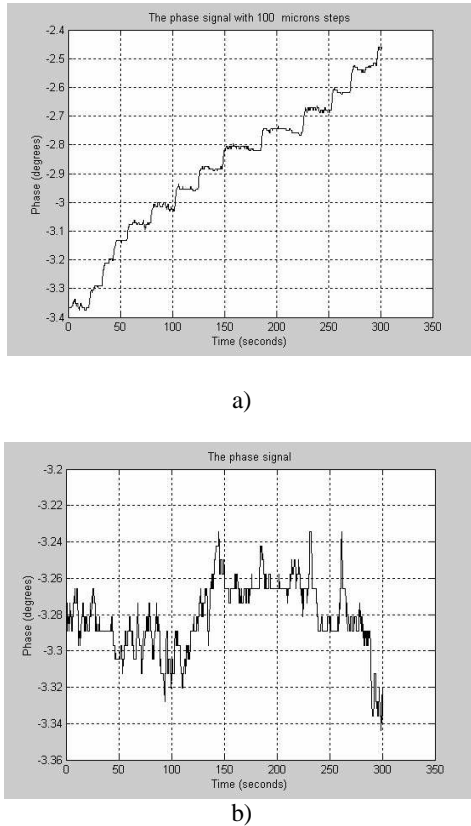 The phase signal with 100 microns steps
-2.4
-2.5
-2.6
-2.7
-2.8
-2.9
-3
-3.1
-3.2
-3.3
-3.4
Phase (degrees)
0 50 100 150 200 250 300 350
Time (seconds)
a)
The phase signal
-3.2
-3.22
-3.24
-3.26
-3.28
-3.3
-3.32
-3.34
-3.36
Phase (degrees)
0 50 100 150 200 250 300 350
Time (seconds)
b)